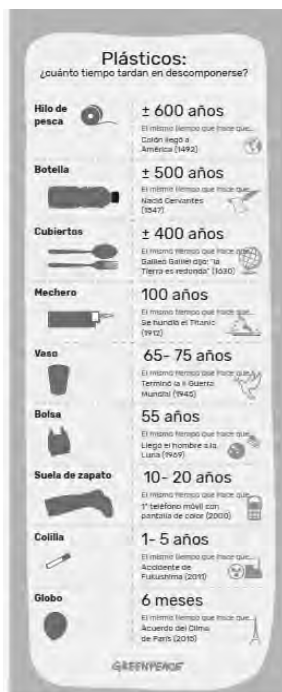 Plásticos:
¿cuánto tiempo tardan en descomponerse?
Hilo de
pesca
± 600 años
El mismo tiempo que hace que...
Colón llegó a
América (1492)
Botella
± 500 años
El mismo tiempo que hace que...
Nació Cervantes
(1547)
Cubiertos
± 400 años
El mismo tiempo que hace que...
Galileo Galilei dijo: "la
Tierra es redonda" (1630)
Mechero
100 años
El mismo tiempo que hace que...
Se hundió el Titanic
(1912)
Vaso
65- 75 años
El mismo tiempo que hace que...
Terminó la II Guerra
Mundial (1945)
Bolsa
55 años
El mismo tiempo que hace que...
Llegó el hombre a la
Luna (1969)
Suela de zapato
10- 20 años
El mismo tiempo que hace que...
1º teléfono móvil con
pantalla de color (2000)
Colilla
1- 5 años
El mismo tiempo que hace que...
Accidente de
Fukushima (2011)
Globo
6 meses
El mismo tiempo que hace que...
Acuerdo del Clima
de París (2015)
GREENPEACE